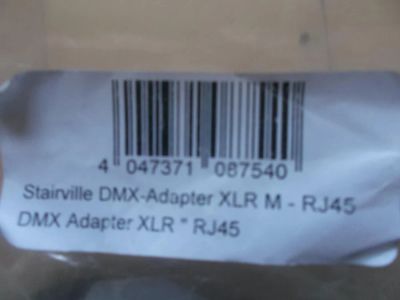 4 047371 087540
Stairville DMX-Adapter XLR M - RJ45
DMX Adapter XLR " RJ45